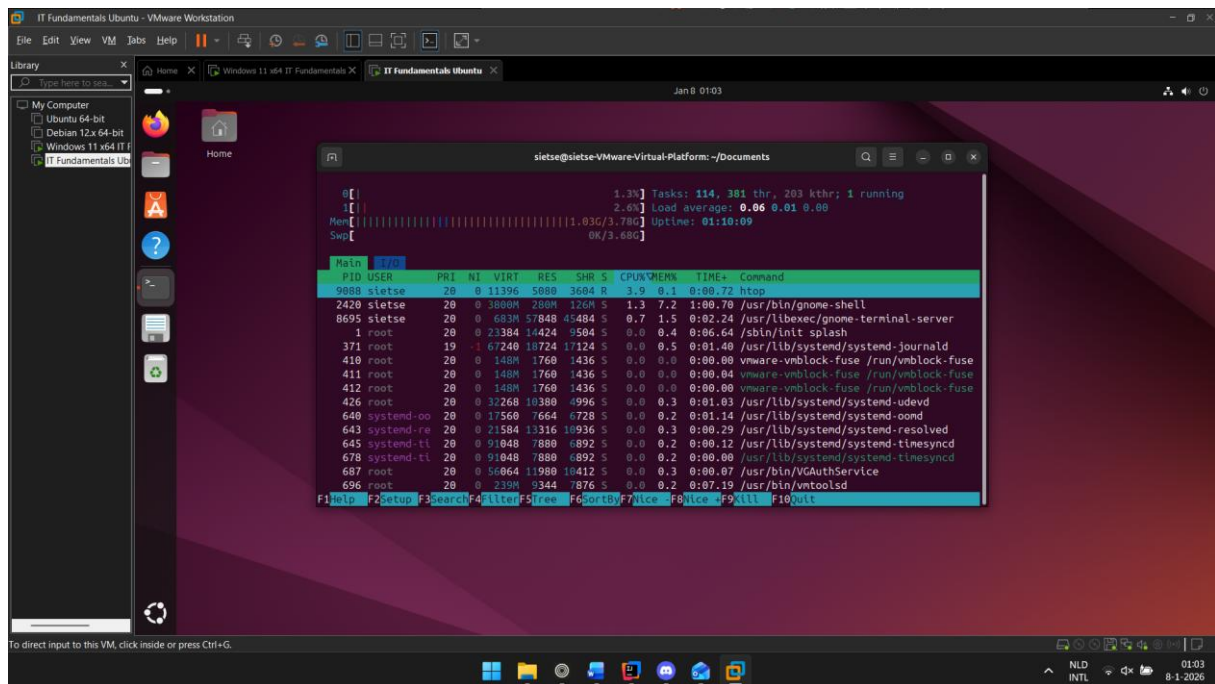 IT Fundamentals Ubuntu - VMware Workstation
File Edit View VM Tabs Help
Library
Type here to sea...
Home
Windows 11 x64 IT Fundamentals
IT Fundamentals Ubuntu
Jan 8 01:03
My Computer
Ubuntu 64-bit
Debian 12.x 64-bit
Windows 11 x64 IT F
IT Fundamentals Ub
Home
sietse@sietse-VMware-Virtual-Platform: ~/Documents
0[| 1.3%] Tasks: 114, 381 thr, 203 kthr; 1 running
1[|| 2.6%] Load average: 0.06 0.01 0.00
Mem[||||||||||||||||||||||||||||||||1.03G/3.78G] Uptime: 01:10:09
Swp[ 0K/3.68G]
Main I/O
PID USER PRI NI VIRT RES SHR S CPU%▽MEM% TIME+ Command
9088 sietse 20 0 11396 5080 3604 R 3.9 0.1 0:00.72 htop
2420 sietse 20 0 3800M 280M 126M S 1.3 7.2 1:00.70 /usr/bin/gnome-shell
8695 sietse 20 0 683M 57848 45484 S 0.7 1.5 0:02.24 /usr/libexec/gnome-terminal-server
1 root 20 0 23384 14424 9504 S 0.0 0.4 0:06.64 /sbin/init splash
371 root 19 -1 67240 18724 17124 S 0.0 0.5 0:01.40 /usr/lib/systemd/systemd-journald
410 root 20 0 148M 1760 1436 S 0.0 0.0 0:00.00 vmware-vmblock-fuse /run/vmblock-fuse
411 root 20 0 148M 1760 1436 S 0.0 0.0 0:00.04 vmware-vmblock-fuse /run/vmblock-fuse
412 root 20 0 148M 1760 1436 S 0.0 0.0 0:00.00 vmware-vmblock-fuse /run/vmblock-fuse
426 root 20 0 32268 10380 4996 S 0.0 0.3 0:01.03 /usr/lib/systemd/systemd-udevd
640 systemd-oo 20 0 17560 7664 6728 S 0.0 0.2 0:01.14 /usr/lib/systemd/systemd-oomd
643 systemd-re 20 0 21584 13316 10936 S 0.0 0.3 0:00.29 /usr/lib/systemd/systemd-resolved
645 systemd-ti 20 0 91048 7880 6892 S 0.0 0.2 0:00.12 /usr/lib/systemd/systemd-timesyncd
678 systemd-ti 20 0 91048 7880 6892 S 0.0 0.2 0:00.00 /usr/lib/systemd/systemd-timesyncd
687 root 20 0 56064 11980 10412 S 0.0 0.3 0:00.07 /usr/bin/VGAuthService
696 root 20 0 239M 9344 7876 S 0.0 0.2 0:07.19 /usr/bin/vmtoolsd
F1Help F2Setup F3SearchF4FilterF5Tree F6SortByF7Nice -F8Nice +F9Kill F10Quit
To direct input to this VM, click inside or press Ctrl+G.
NLD
INTL
01:03
8-1-2026